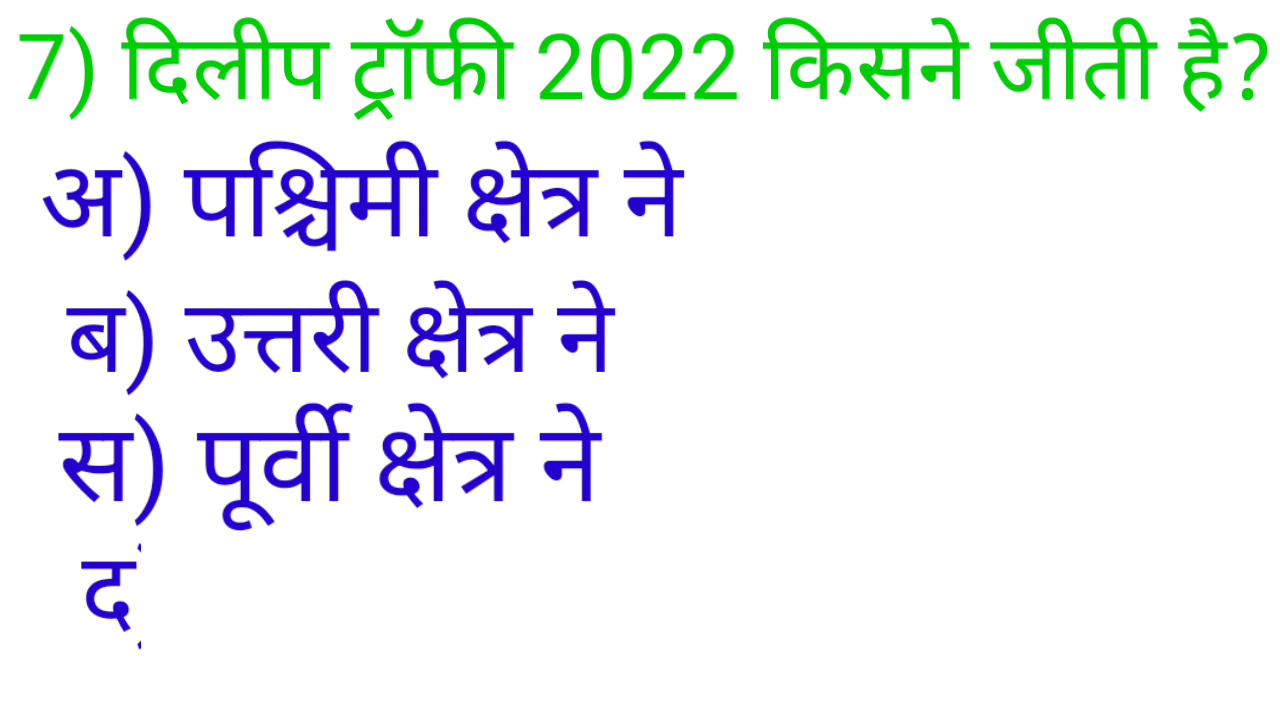 7) दिलीप ट्रॉफी 2022 किसने जीती है?
अ) पश्चिमी क्षेत्र ने
ब) उत्तरी क्षेत्र ने
स) पूर्वी क्षेत्र ने
द